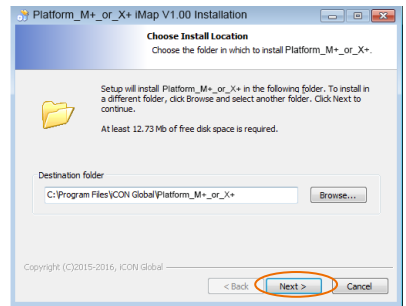 Platform_M+_or_X+ iMap V1.00 Installation
Choose Install Location
Choose the folder in which to install Platform_M+_or_X+.
Setup will install Platform_M+_or_X+ in the following folder. To install in
a different folder, click Browse and select another folder. Click Next to
continue.
At least 12.73 Mb of free disk space is required.
Destination folder
C:\Program Files\iCON Global\Platform_M+_or_X+
Browse...
Copyright (C)2015-2016, iCON Global
< Back
Next >
Cancel